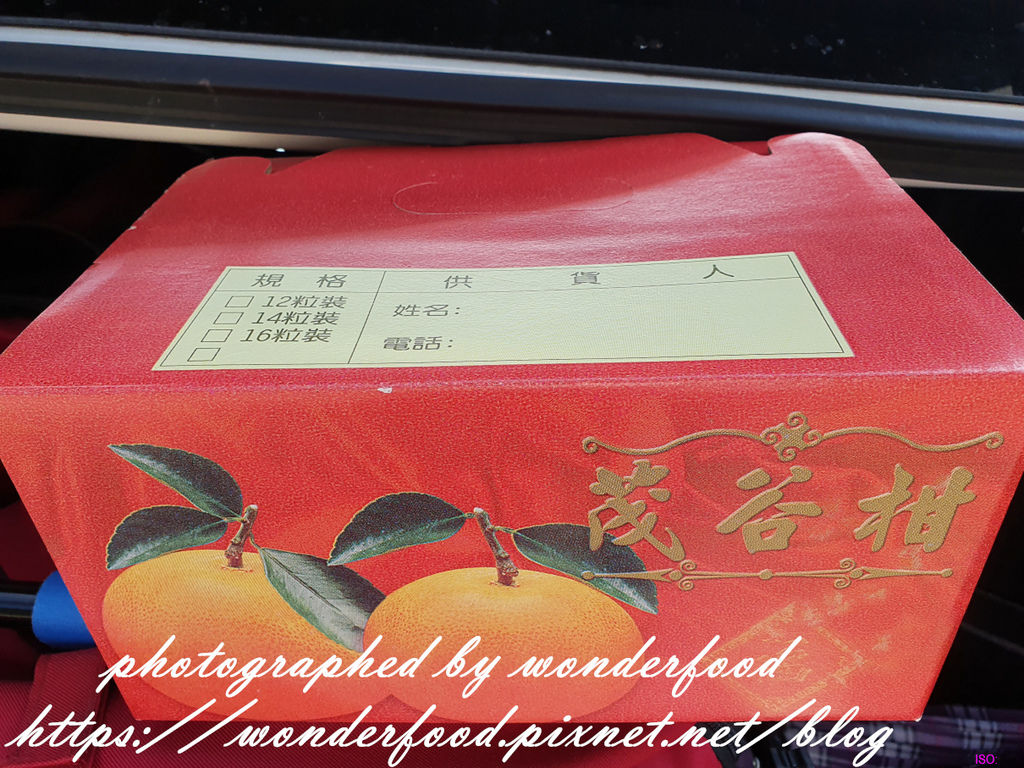 規 格 供 貨 人
□ 12粒裝
□ 14粒裝
□ 16粒裝
□
姓名:
電話:
茂谷柑
photographed by wonderfood
https://wonderfood.pixnet.net/blog
ISO: